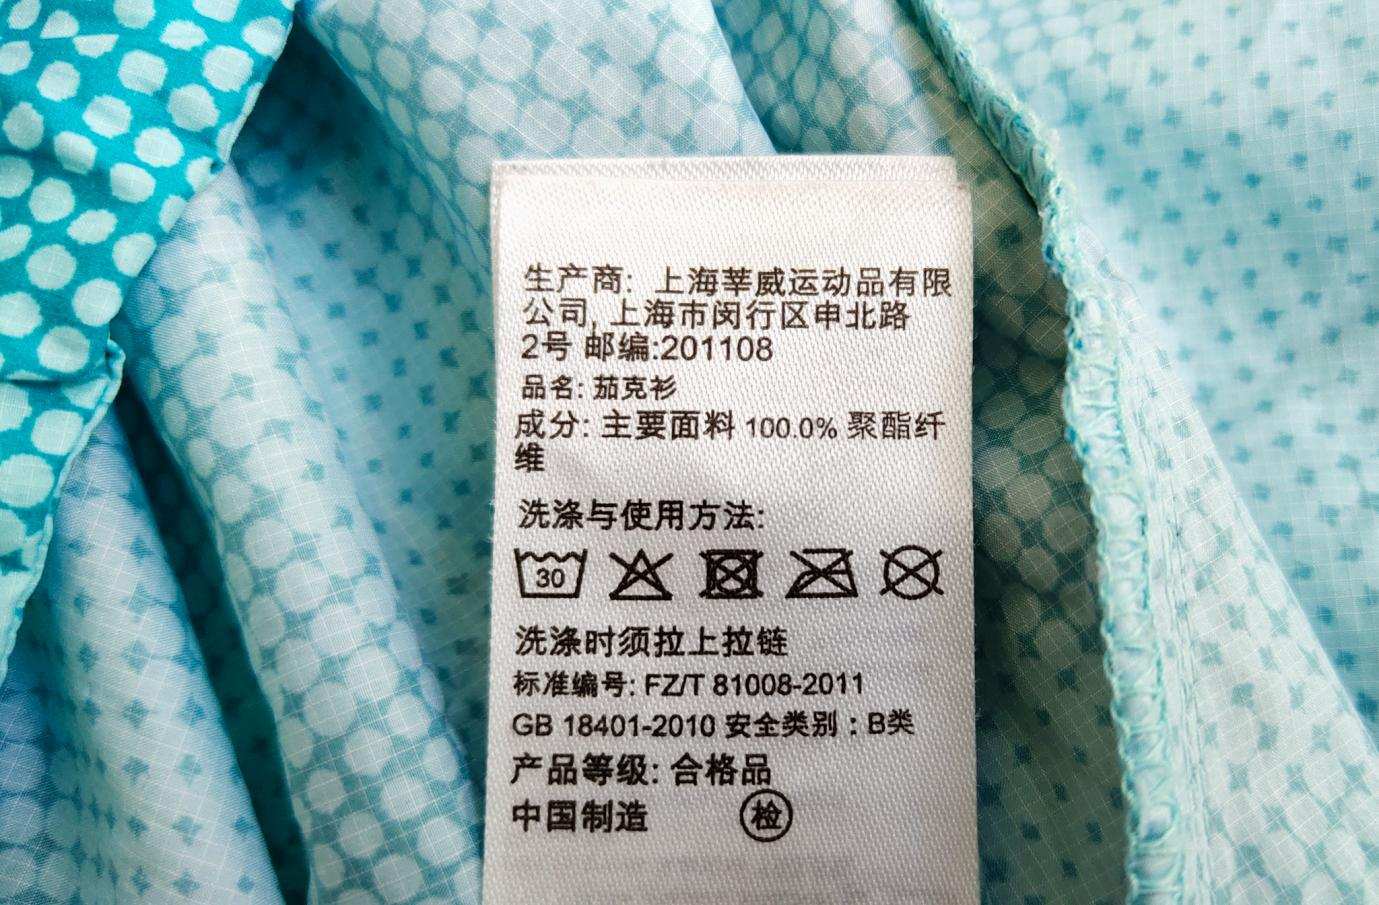 生产商: 上海莘威运动品有限
公司, 上海市闵行区申北路
2号 邮编:201108
品名: 茄克衫
成分: 主要面料 100.0% 聚酯纤
维
洗涤与使用方法:
30
洗涤时须拉上拉链
标准编号: FZ/T 81008-2011
GB 18401-2010 安全类别：B类
产品等级: 合格品
中国制造 检